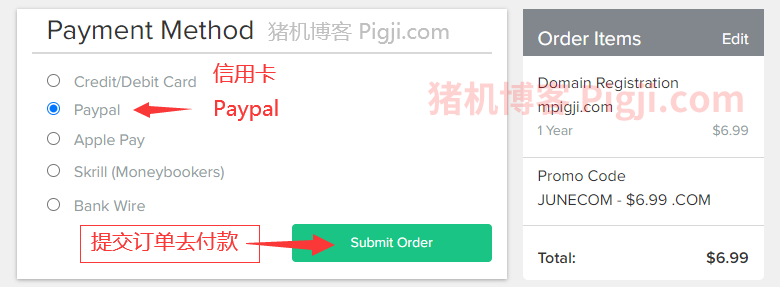 Payment Method 猪机博客 Pigji.com
Credit/Debit Card 信用卡
Paypal Paypal
Apple Pay
Skrill (Moneybookers)
Bank Wire
提交订单去付款 Submit Order
Order Items Edit
Domain Registration
mpigji.com
猪机博客 Pigji.com
1 Year $6.99
Promo Code
JUNECOM - $6.99 .COM
Total: $6.99